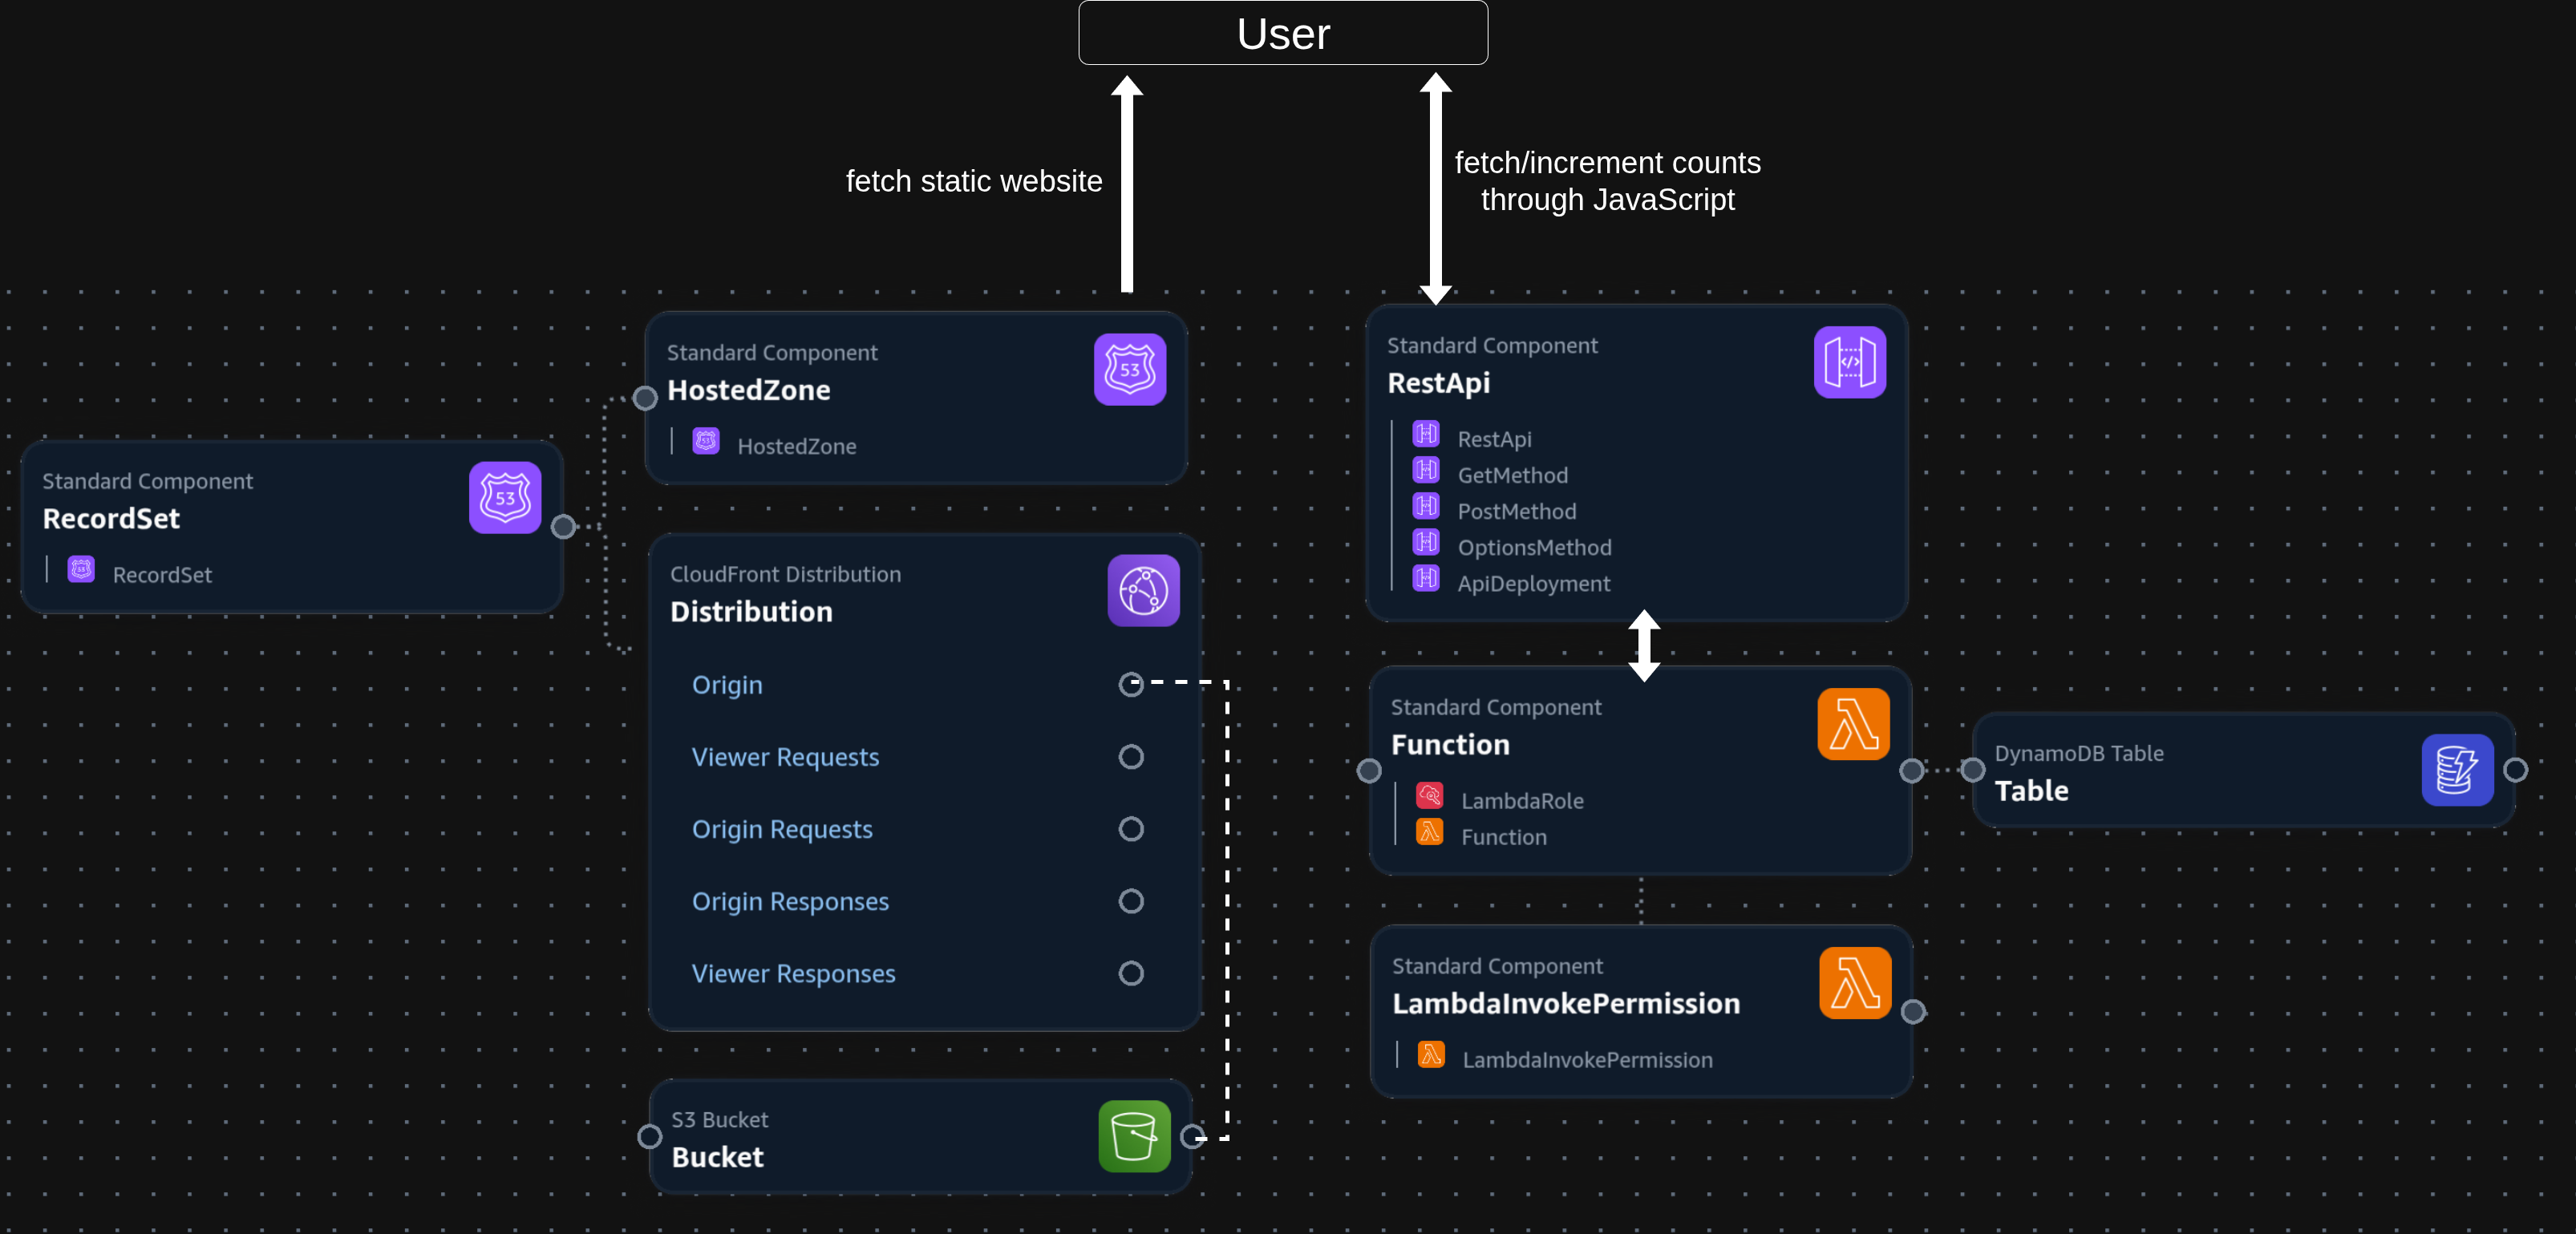 User
fetch static website
fetch/increment counts
through JavaScript
Standard Component
RecordSet
53
RecordSet
Standard Component
HostedZone
53
HostedZone
CloudFront Distribution
Distribution
Origin
Viewer Requests
Origin Requests
Origin Responses
Viewer Responses
S3 Bucket
Bucket
Standard Component
RestApi
RestApi
GetMethod
PostMethod
OptionsMethod
ApiDeployment
Standard Component
Function
LambdaRole
Function
Standard Component
LambdaInvokePermission
LambdaInvokePermission
DynamoDB Table
Table